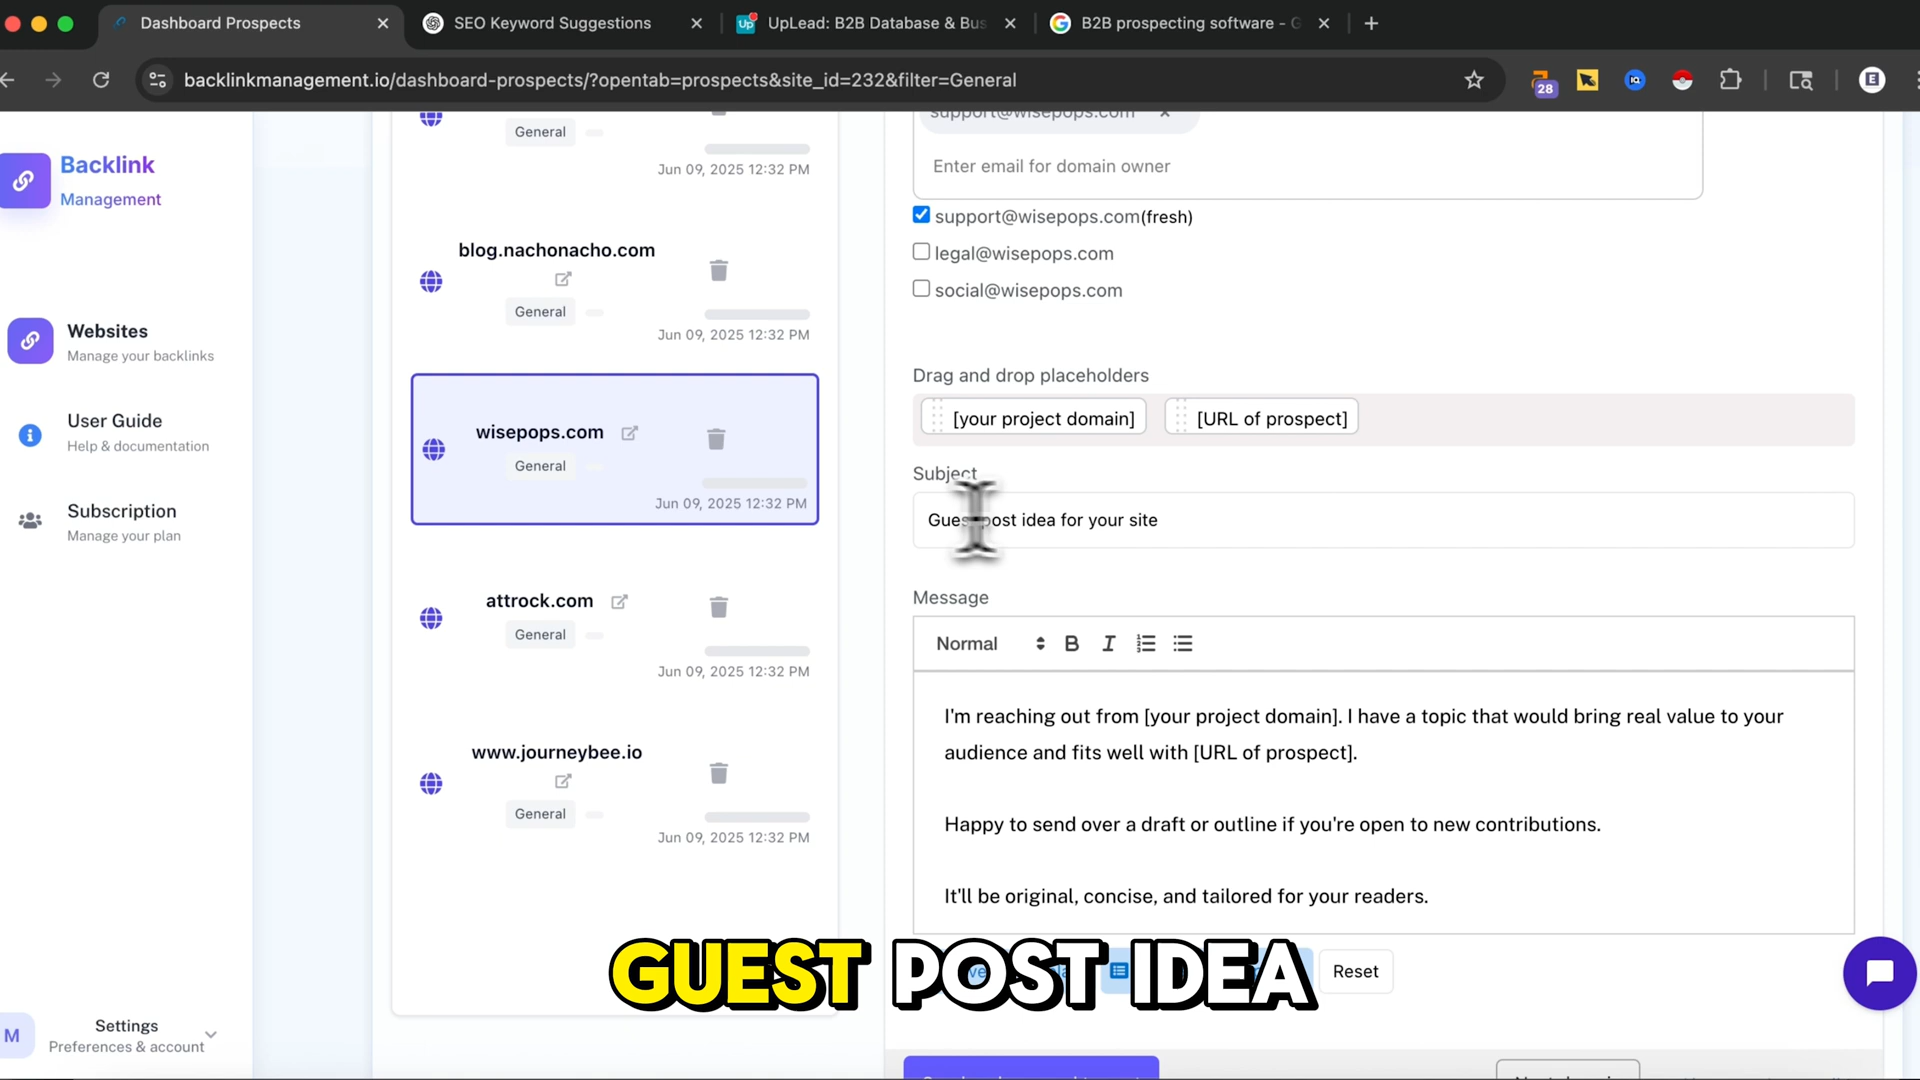 Dashboard Prospects
SEO Keyword Suggestions
UpLead: B2B Database & Bus
B2B prospecting software - G
backlinkmanagement.io/dashboard-prospects/?opentab=prospects&site_id=232&filter=General
28
E
Backlink
Management
Websites
Manage your backlinks
User Guide
Help & documentation
Subscription
Manage your plan
M
Settings
Preferences & account
General
Jun 09, 2025 12:32 PM
blog.nachonacho.com
General
Jun 09, 2025 12:32 PM
wisepops.com
General
Jun 09, 2025 12:32 PM
attrock.com
General
Jun 09, 2025 12:32 PM
www.journeybee.io
General
Jun 09, 2025 12:32 PM
support@wisepops.com
Enter email for domain owner
support@wisepops.com(fresh)
legal@wisepops.com
social@wisepops.com
Drag and drop placeholders
[your project domain] [URL of prospect]
Subject
Guest post idea for your site
Message
Normal
I'm reaching out from [your project domain]. I have a topic that would bring real value to your
audience and fits well with [URL of prospect].
Happy to send over a draft or outline if you're open to new contributions.
It'll be original, concise, and tailored for your readers.
Reset
GUEST POST IDEA